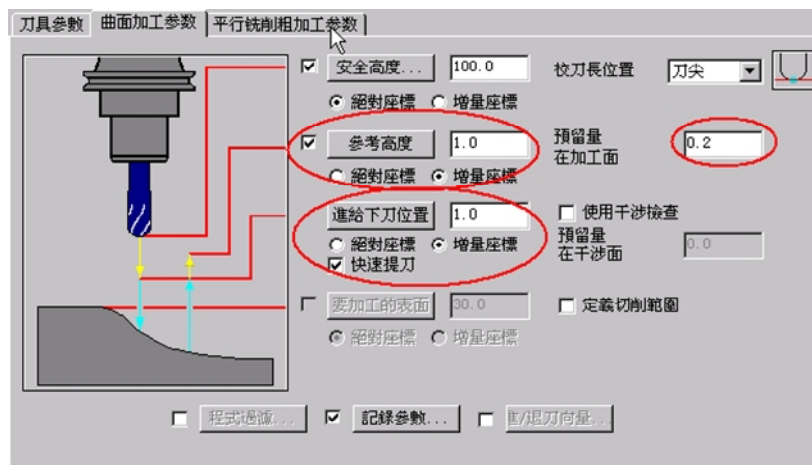 刀具參數 曲面加工参数 平行铣削粗加工参数
安全高度... 100.0 校刀長位置 刀尖
絕對座標 增量座標
參考高度 1.0 預留量 在加工面 0.2
絕對座標 增量座標
進給下刀位置 1.0 使用干涉檢查
絕對座標 增量座標 預留量 在干涉面 0.0
快速提刀
要加工的表面 30.0 定義切削範圍
絕對座標 增量座標
程式過濾... 記錄參數... 進/退刀向量...